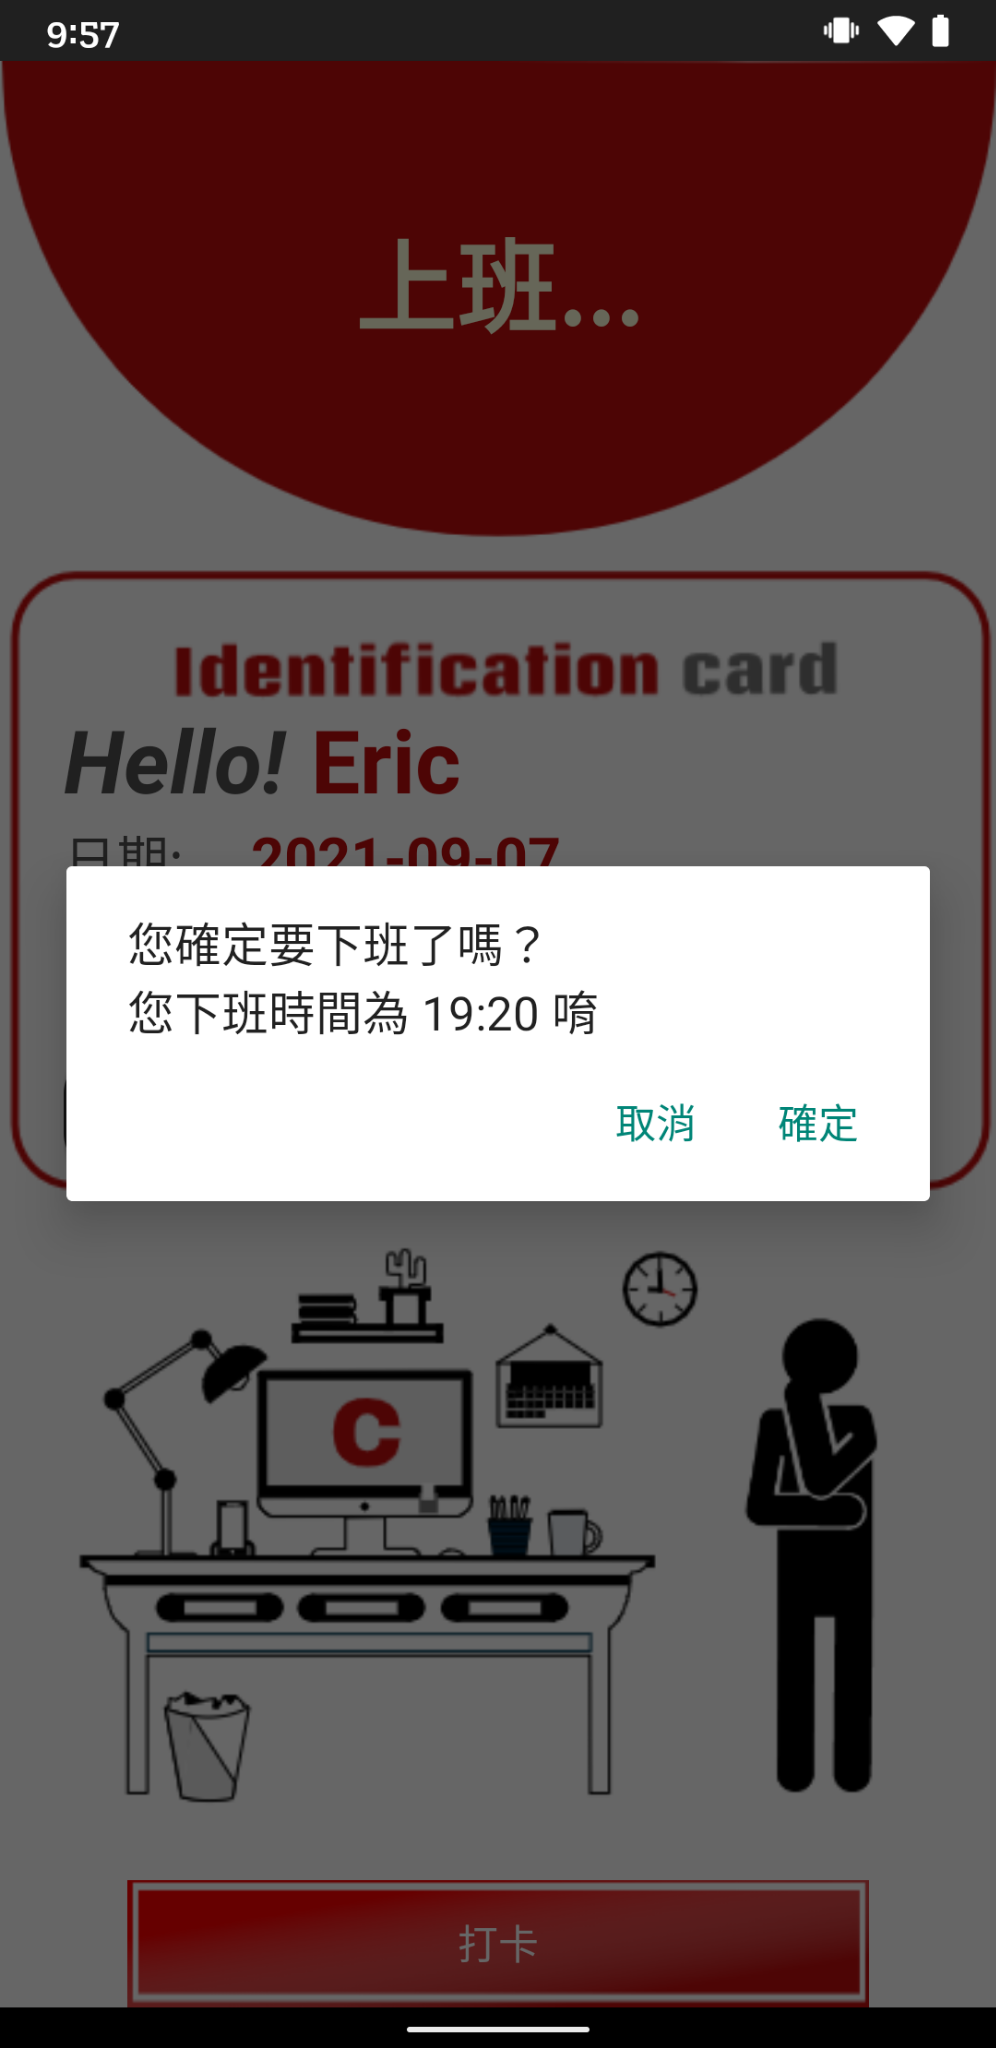 9:57
上班...
Identification card
Hello! Eric
日期: 2021-09-07
您確定要下班了嗎？
您下班時間為 19:20 唷
取消 確定
C
打卡